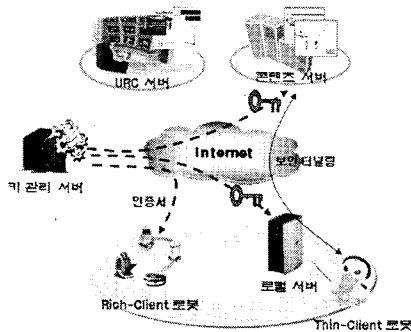 URC 서버
콘텐츠 서버
Internet
보안터널링
키 관리 서버
인증서
로컬 서버
Rich-Client 로봇
Thin-Client 로봇